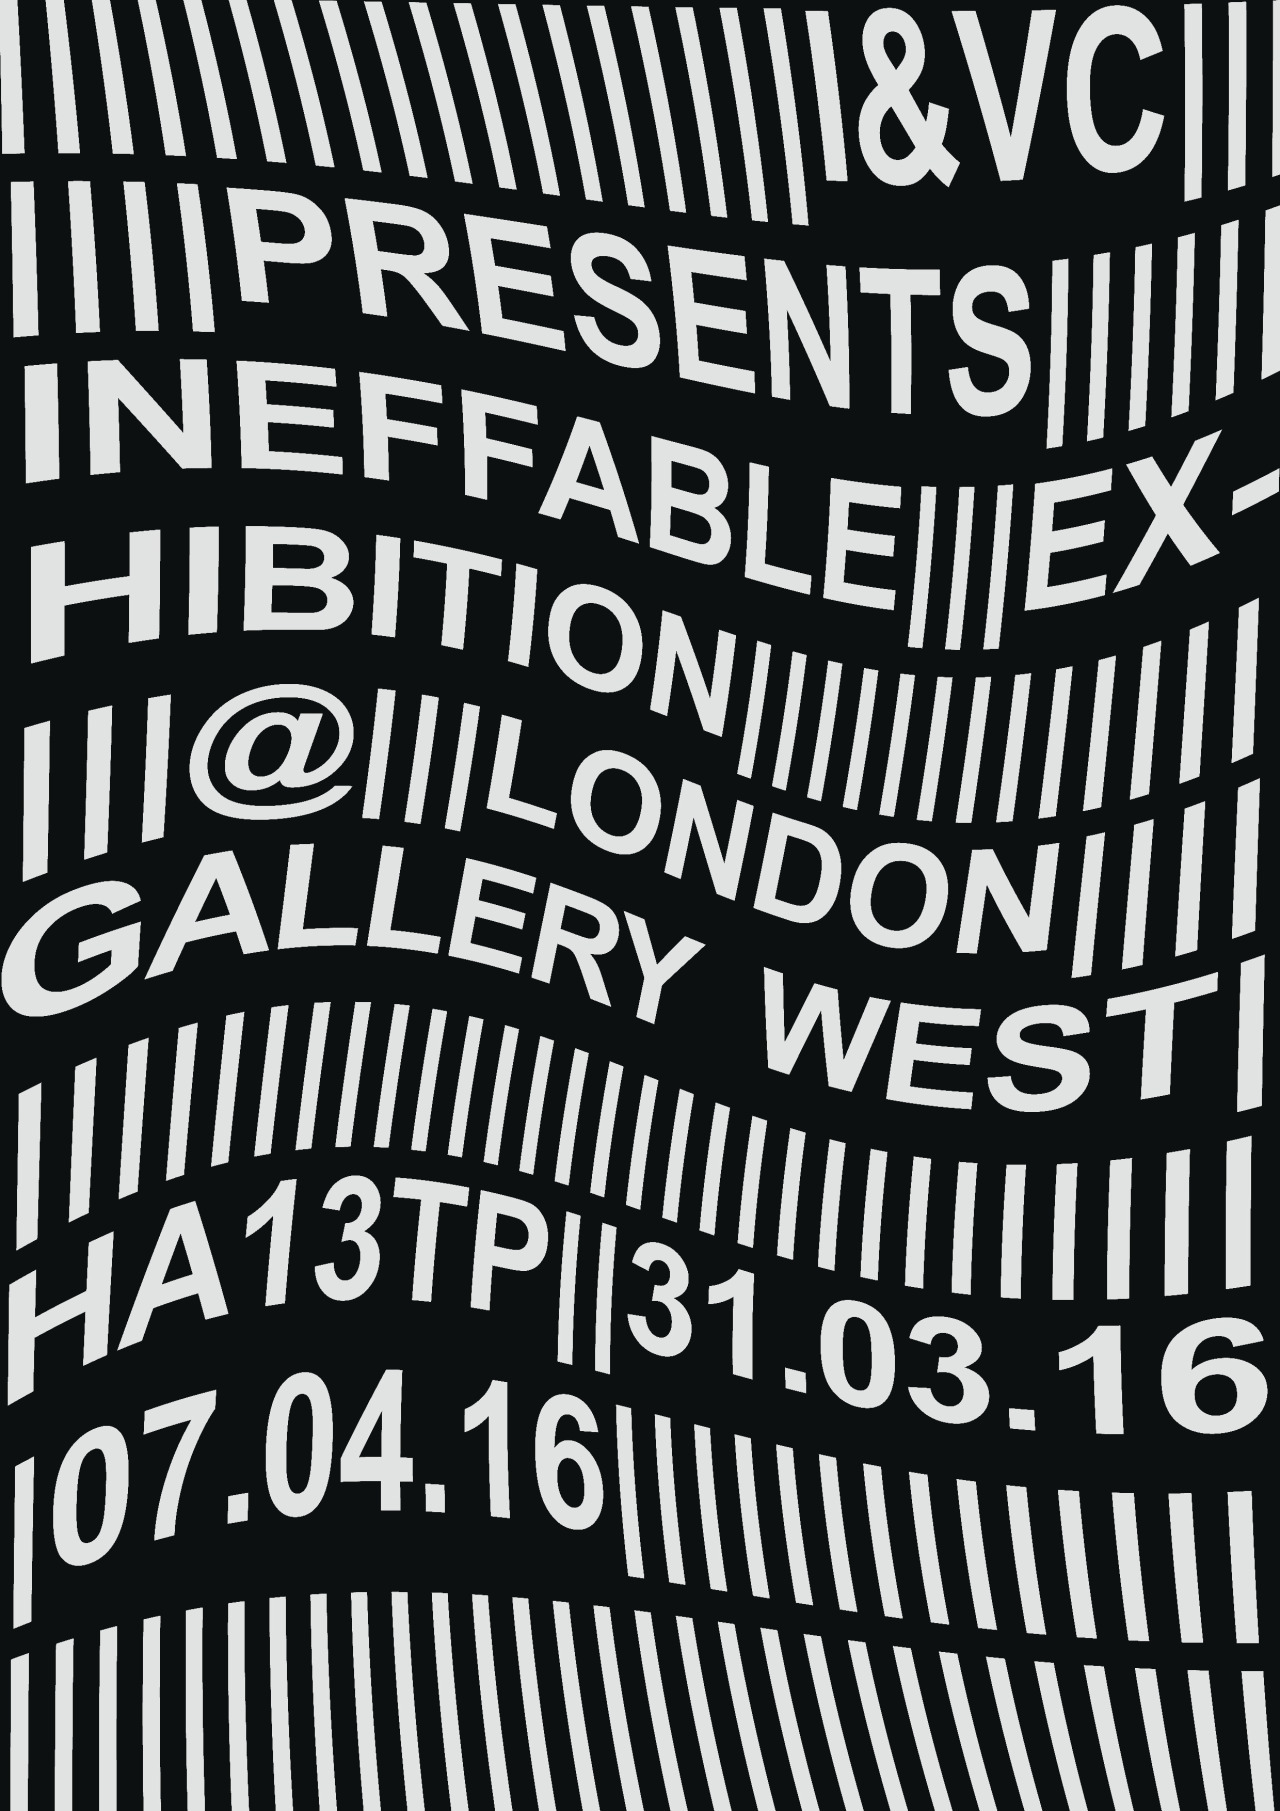 &VC
PRESENTS
INEFFABLE EX-
HIBITION
@ LONDON
GALLERY WEST
HA13TP 31.03.16
07.04.16